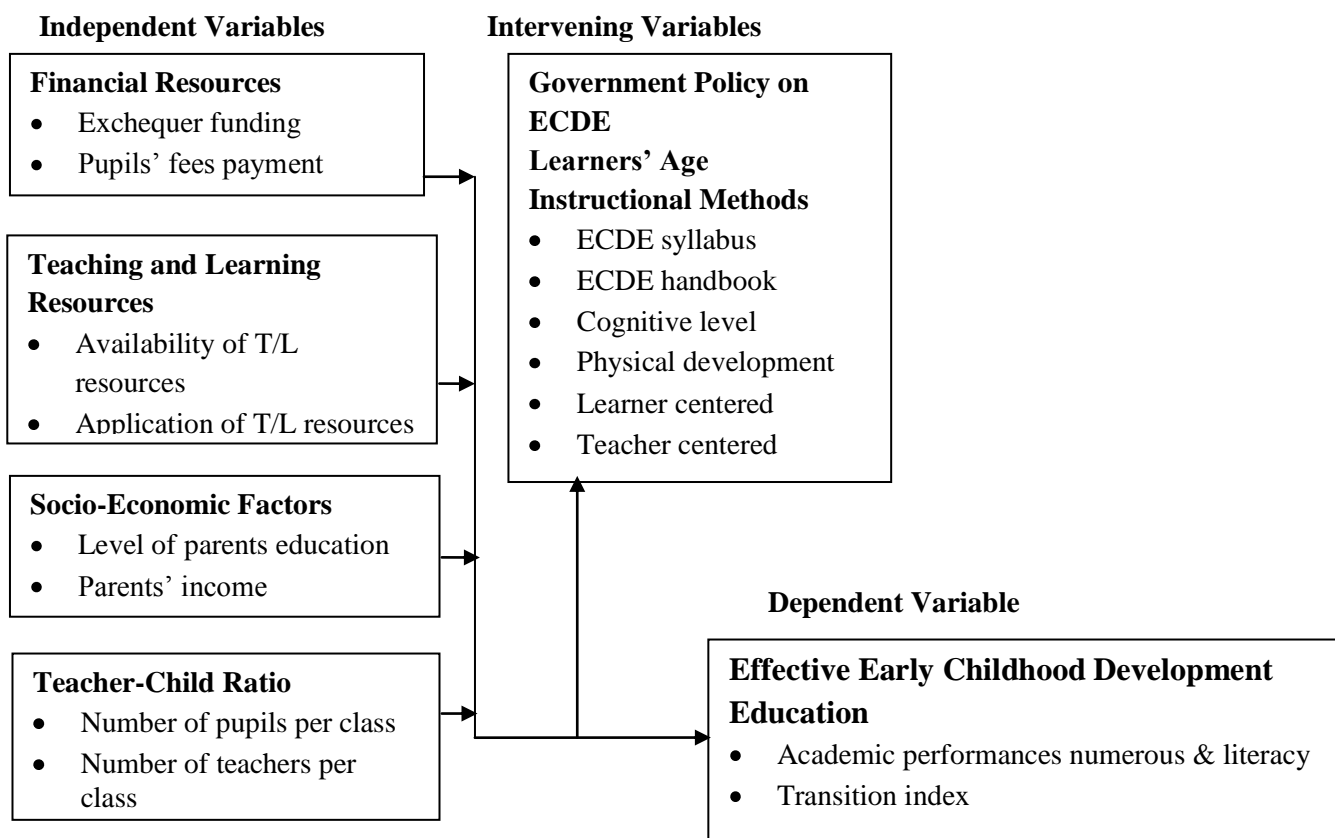 Independent Variables
Financial Resources
• Exchequer funding
• Pupils’ fees payment
Teaching and Learning
Resources
• Availability of T/L
resources
• Application of T/L resources
Socio-Economic Factors
• Level of parents education
• Parents’ income
Teacher-Child Ratio
• Number of pupils per class
• Number of teachers per
class
Intervening Variables
Government Policy on
ECDE
Learners’ Age
Instructional Methods
• ECDE syllabus
• ECDE handbook
• Cognitive level
• Physical development
• Learner centered
• Teacher centered
Dependent Variable
Effective Early Childhood Development
Education
• Academic performances numerous & literacy
• Transition index